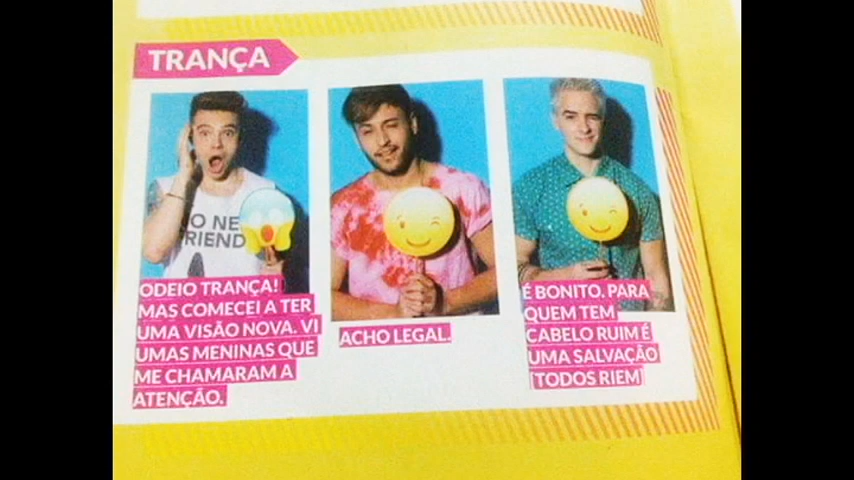 TRANÇA
O NE
RIEND
ODEIO TRANÇA!
MAS COMECEI A TER
UMA VISÃO NOVA. VI
UMAS MENINAS QUE
ME CHAMARAM A
ATENÇÃO.
ACHO LEGAL.
É BONITO. PARA
QUEM TEM
CABELO RUIM É
UMA SALVAÇÃO
[TODOS RIEM]